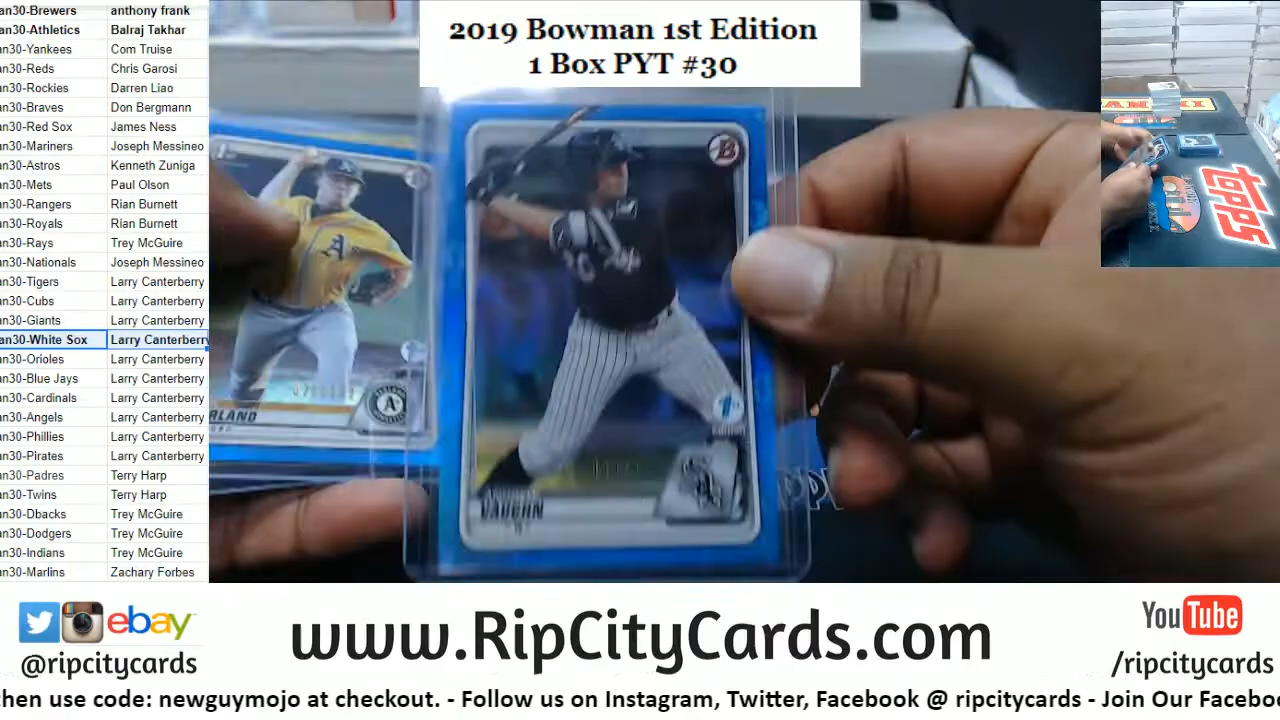 an30-Brewers anthony frank
an30-Athletics Balraj Takhar
an30-Yankees Com Truise
an30-Reds Chris Garosi
an30-Rockies Darren Liao
an30-Braves Don Bergmann
an30-Red Sox James Ness
an30-Mariners Joseph Messineo
an30-Astros Kenneth Zuniga
an30-Mets Paul Olson
an30-Rangers Rian Burnett
an30-Royals Rian Burnett
an30-Rays Trey McGuire
an30-Nationals Joseph Messineo
an30-Tigers Larry Canterberry
an30-Cubs Larry Canterberry
an30-Giants Larry Canterberry
an30-White Sox Larry Canterberry
an30-Orioles Larry Canterberry
an30-Blue Jays Larry Canterberry
an30-Cardinals Larry Canterberry
an30-Angels Larry Canterberry
an30-Phillies Larry Canterberry
an30-Pirates Larry Canterberry
an30-Padres Terry Harp
an30-Twins Terry Harp
an30-Dbacks Trey McGuire
an30-Dodgers Trey McGuire
an30-Indians Trey McGuire
an30-Marlins Zachary Forbes
2019 Bowman 1st Edition
1 Box PYT #30
A's
RLAND
A
B
1st
VAUGHN
topps
ebay
@ripcitycards
www.RipCityCards.com
YouTube
/ripcitycards
then use code: newguymojo at checkout. - Follow us on Instagram, Twitter, Facebook @ ripcitycards - Join Our Facebo